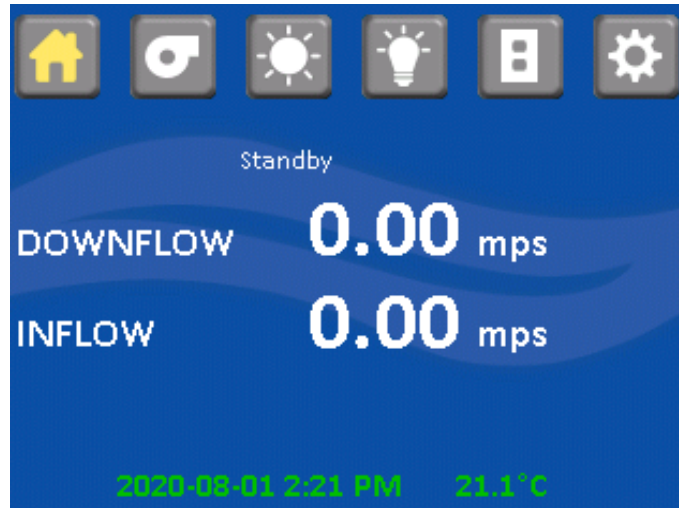 Standby
DOWNFLOW 0.00 mps
INFLOW 0.00 mps
2020-08-01 2:21 PM 21.1°C